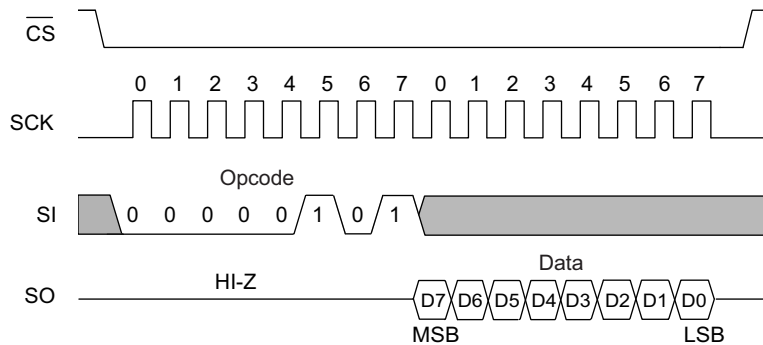 CS
0 1 2 3 4 5 6 7 0 1 2 3 4 5 6 7
SCK
Opcode
SI 0 0 0 0 0 1 0 1
Data
HI-Z
SO D7 D6 D5 D4 D3 D2 D1 D0
MSB LSB